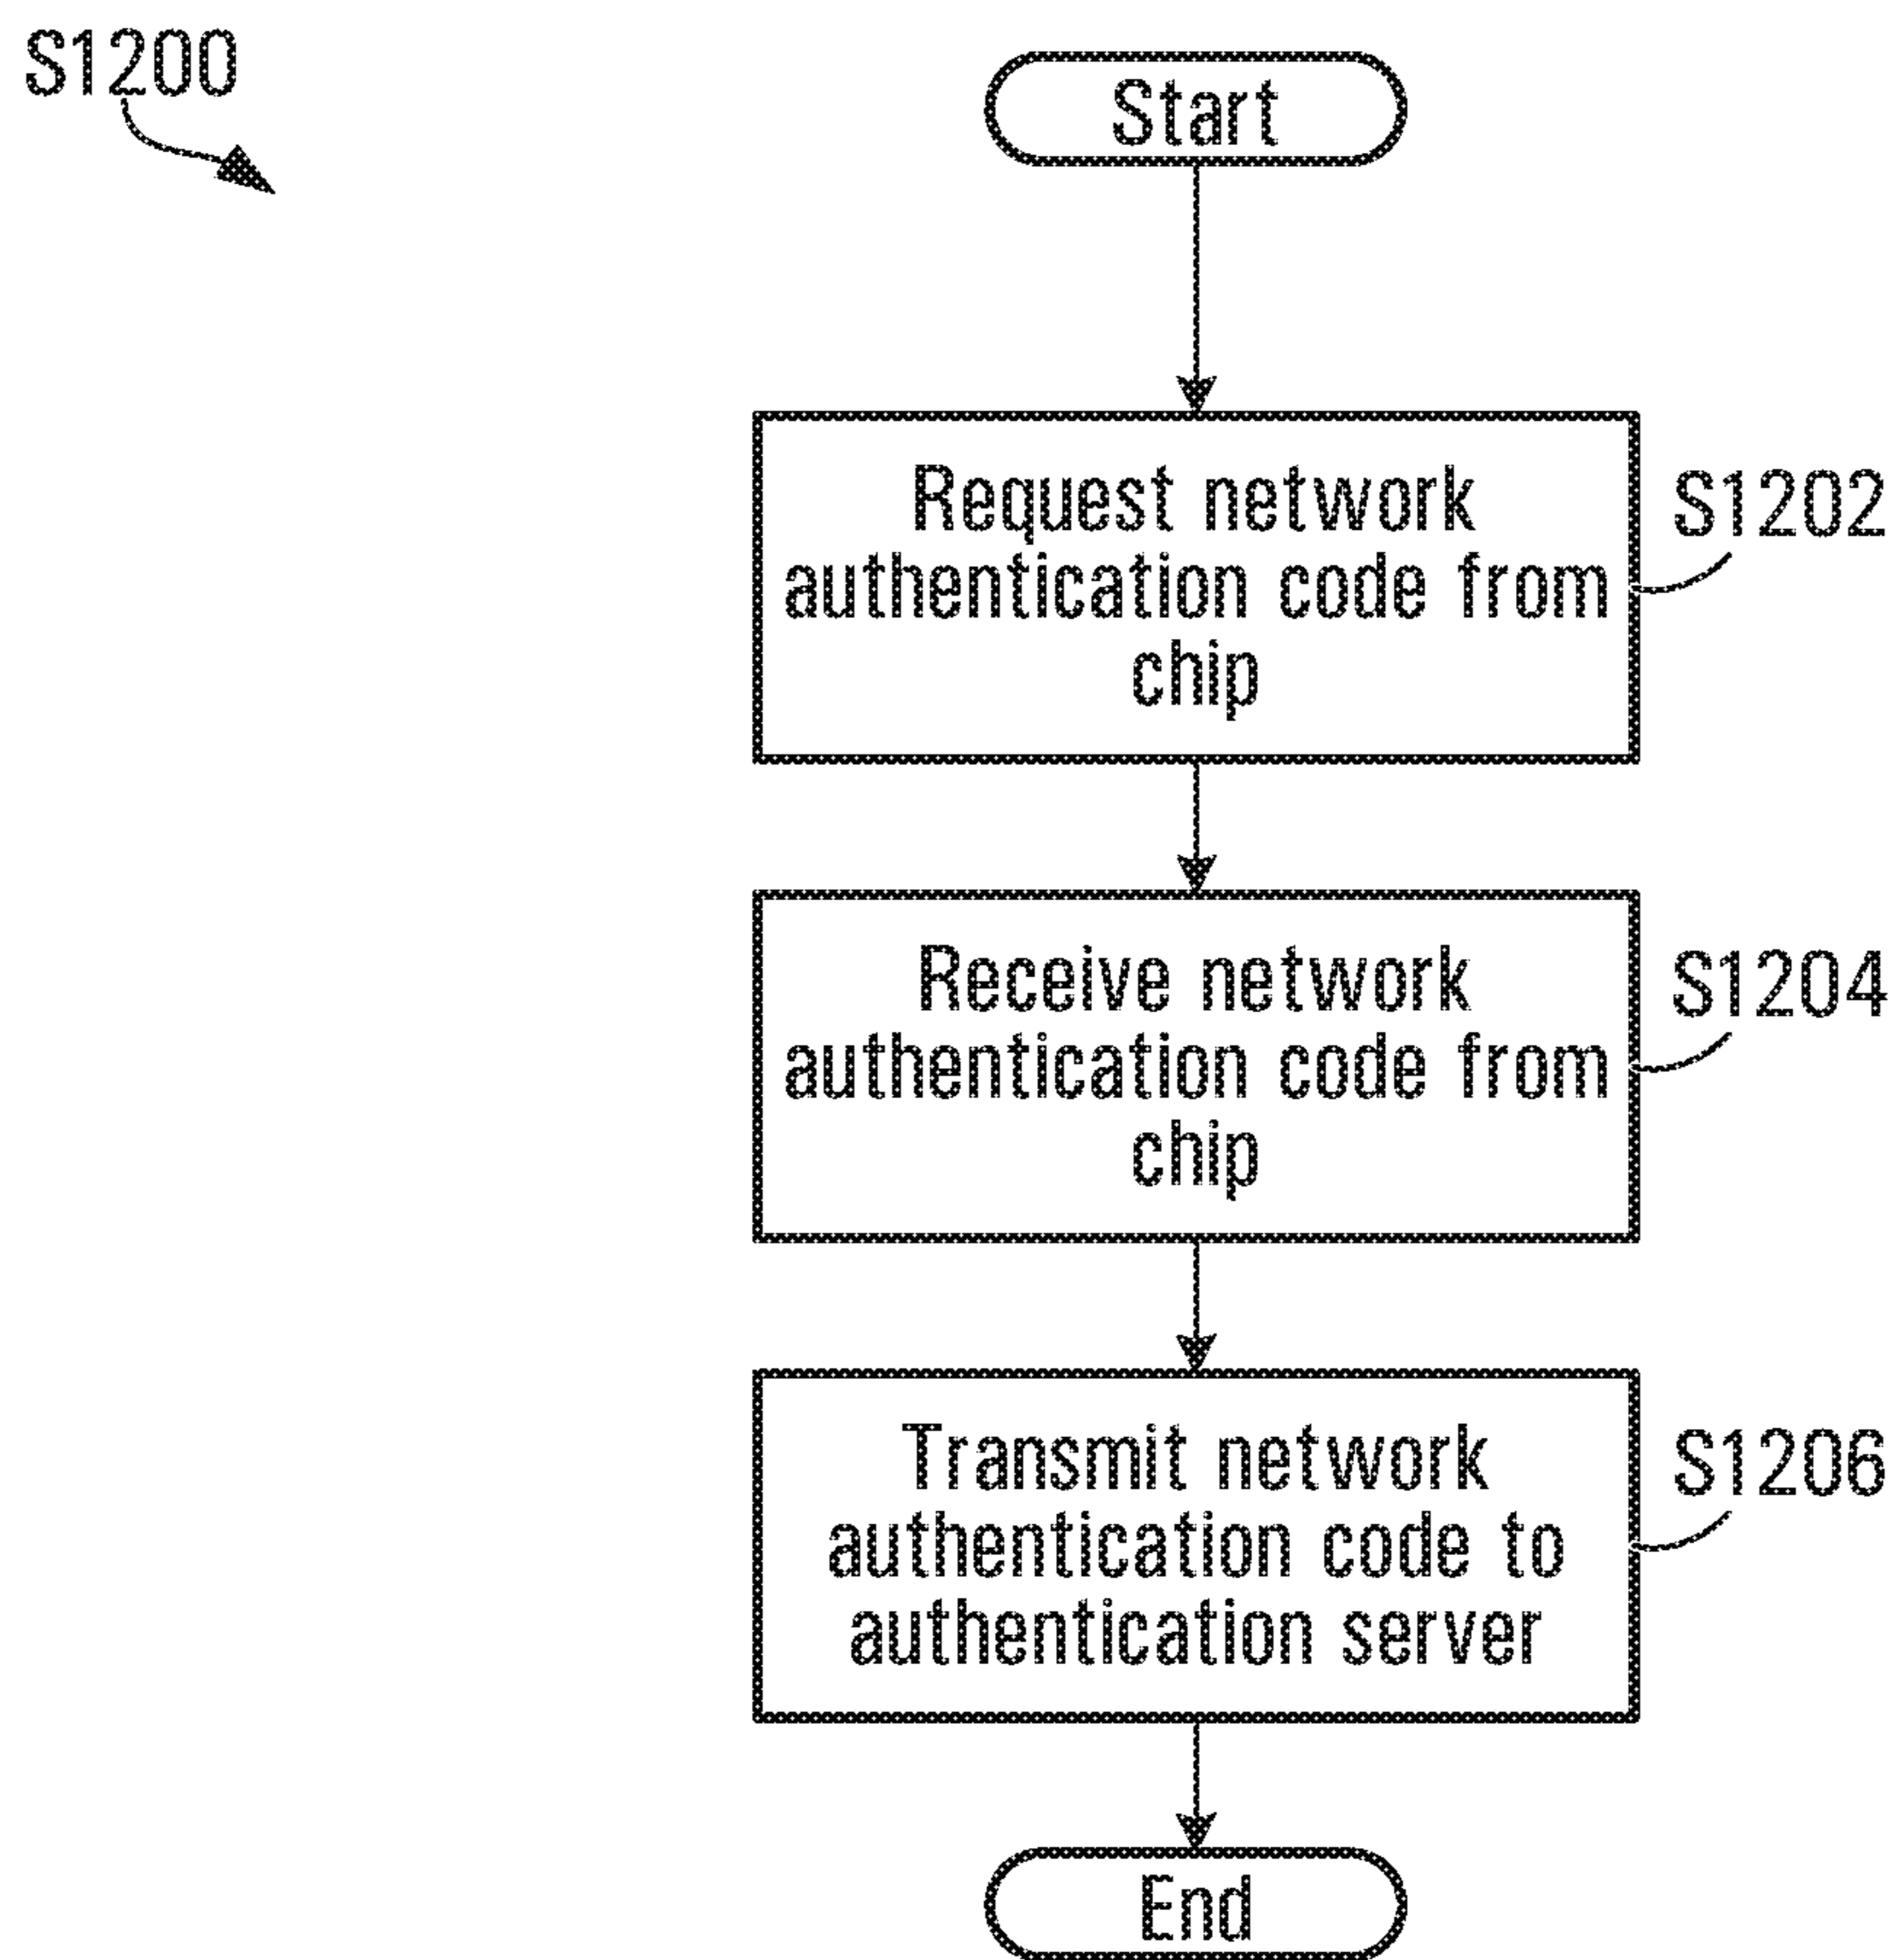 S1200
Start
Request network
authentication code from
chip
S1202
Receive network
authentication code from
chip
S1204
Transmit network
authentication code to
authentication server
S1206
End